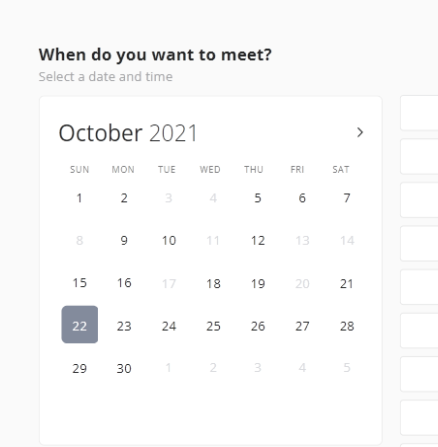 When do you want to meet?
Select a date and time
October 2021
SUN MON TUE WED THU FRI SAT
1 2 3 4 5 6 7
8 9 10 11 12 13 14
15 16 17 18 19 20 21
22 23 24 25 26 27 28
29 30 1 2 3 4 5